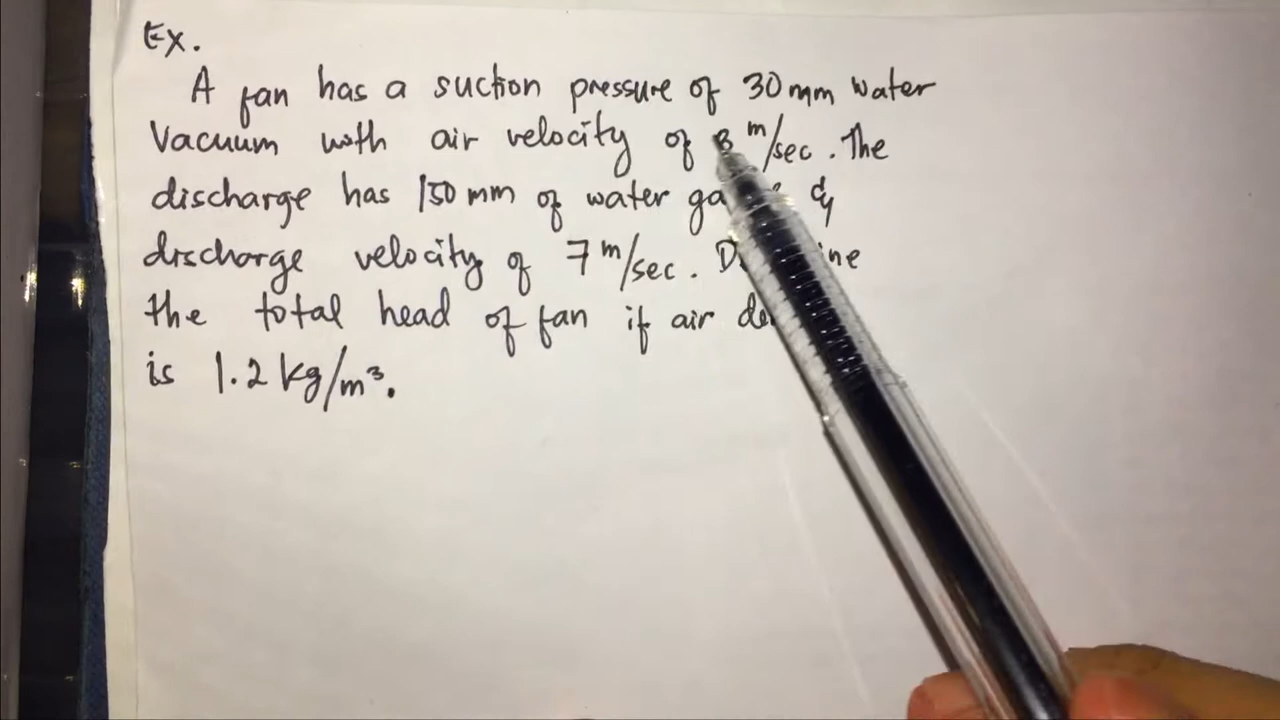 Ex.
A fan has a suction pressure of 30 mm water
vacuum with air velocity of m/sec. The
discharge has 150 mm of water &
discharge velocity of 7 m/sec.
the total head of fan if air
is 1.2 kg/m³.